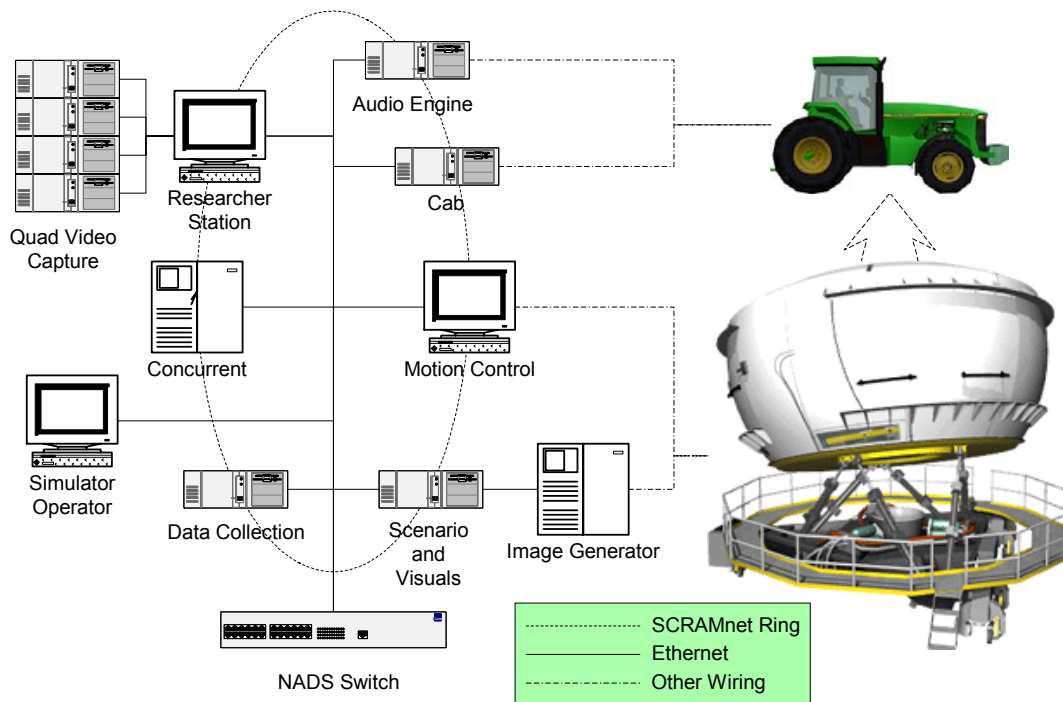 Audio Engine
Cab
Researcher
Station
Quad Video
Capture
Concurrent
Motion Control
Simulator
Operator
Data Collection
Scenario
and
Visuals
Image Generator
NADS Switch
SCRAMnet Ring
Ethernet
Other Wiring